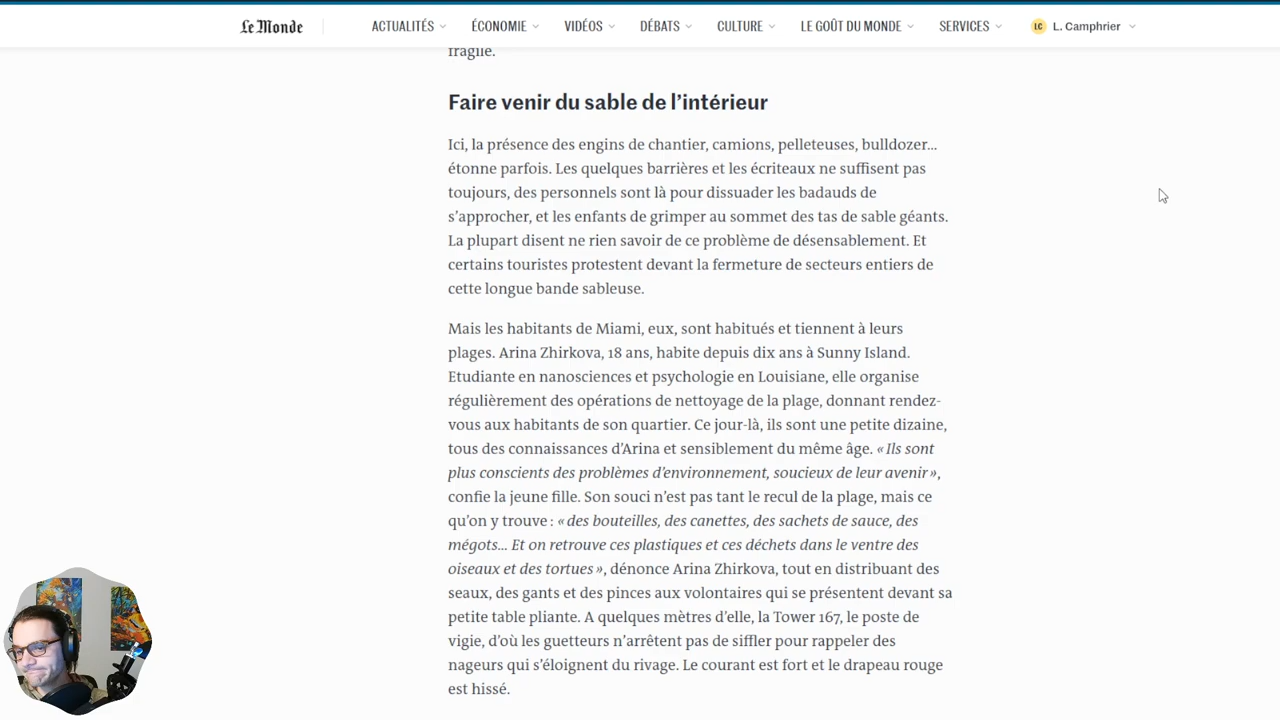 Le Monde
ACTUALITÉS
ÉCONOMIE
VIDÉOS
DÉBATS
CULTURE
LE GOÛT DU MONDE
SERVICES
LC
L. Camphrier
fragile.
Faire venir du sable de l’intérieur
Ici, la présence des engins de chantier, camions, pelleteuses, bulldozer…
étonne parfois. Les quelques barrières et les écriteaux ne suffisent pas
toujours, des personnels sont là pour dissuader les badauds de
s’approcher, et les enfants de grimper au sommet des tas de sable géants.
La plupart disent ne rien savoir de ce problème de désensablement. Et
certains touristes protestent devant la fermeture de secteurs entiers de
cette longue bande sableuse.
Mais les habitants de Miami, eux, sont habitués et tiennent à leurs
plages. Arina Zhirkova, 18 ans, habite depuis dix ans à Sunny Island.
Etudiante en nanosciences et psychologie en Louisiane, elle organise
régulièrement des opérations de nettoyage de la plage, donnant rendez-
vous aux habitants de son quartier. Ce jour-là, ils sont une petite dizaine,
tous des connaissances d’Arina et sensiblement du même âge. « Ils sont
plus conscients des problèmes d’environnement, soucieux de leur avenir »,
confie la jeune fille. Son souci n’est pas tant le recul de la plage, mais ce
qu’on y trouve : « des bouteilles, des canettes, des sachets de sauce, des
mégots… Et on retrouve ces plastiques et ces déchets dans le ventre des
oiseaux et des tortues », dénonce Arina Zhirkova, tout en distribuant des
seaux, des gants et des pinces aux volontaires qui se présentent devant sa
petite table pliante. A quelques mètres d’elle, la Tower 167, le poste de
vigie, d’où les guetteurs n’arrêtent pas de siffler pour rappeler des
nageurs qui s’éloignent du rivage. Le courant est fort et le drapeau rouge
est hissé.